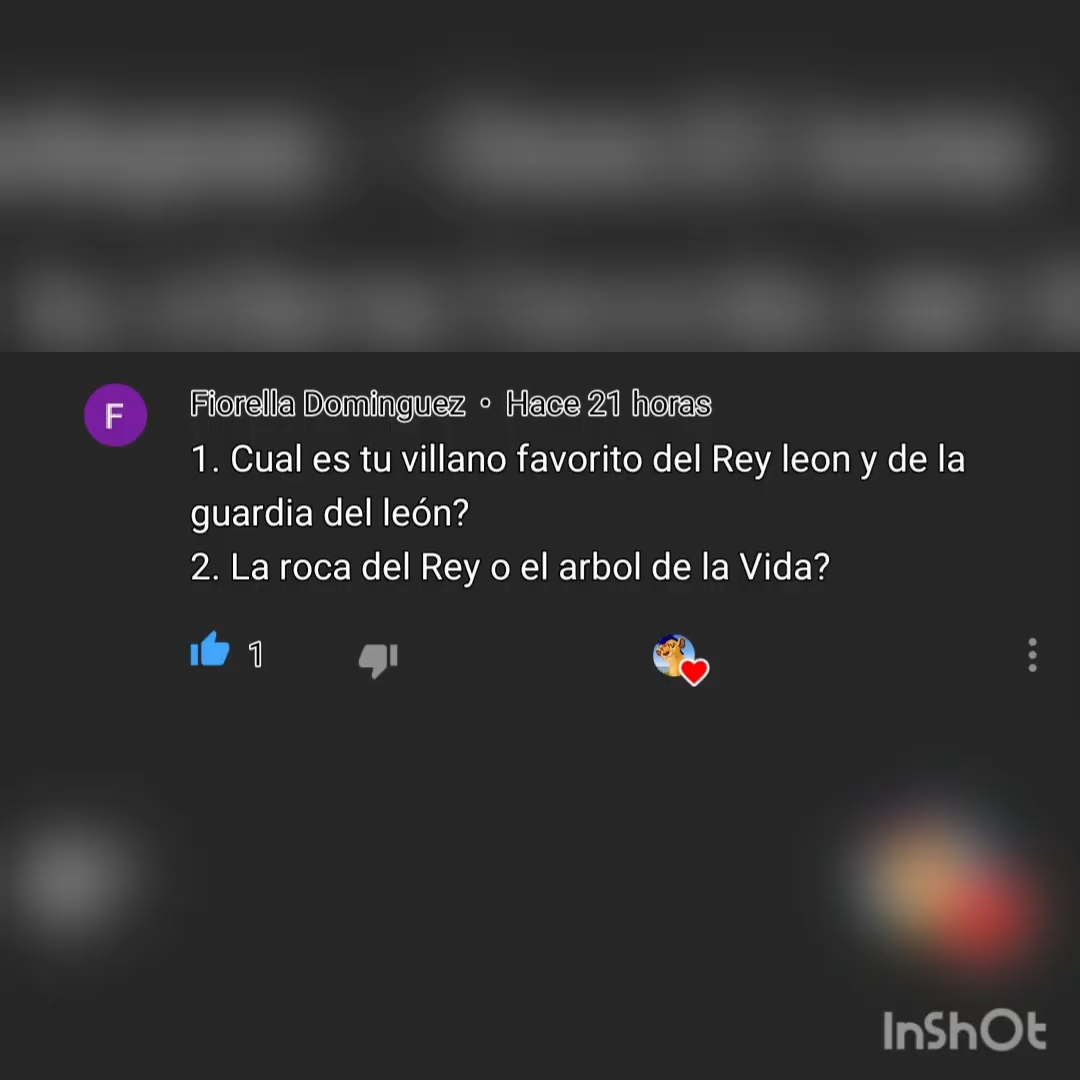 F
Fiorella Dominguez • Hace 21 horas
1. Cual es tu villano favorito del Rey leon y de la
guardia del león?
2. La roca del Rey o el arbol de la Vida?
1
InShOt